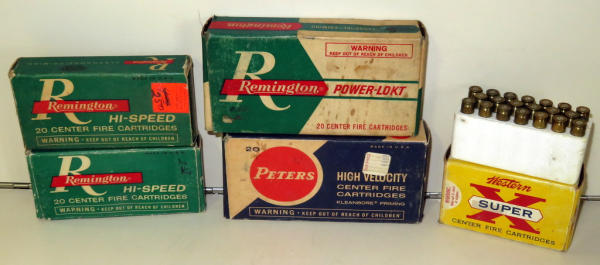 R
Remington
HI-SPEED
20 CENTER FIRE CARTRIDGES
WARNING • KEEP OUT OF REACH OF CHILDREN
R
Remington
HI-SPEED
20 CENTER FIRE CARTRIDGES
WARNING • KEEP OUT OF REACH OF CHILDREN
WARNING
KEEP OUT OF REACH OF CHILDREN
R
Remington
POWER-LOKT
20 CENTER FIRE CARTRIDGES
20
MADE IN U.S.A.
PETERS
HIGH VELOCITY
CENTER FIRE
CARTRIDGES
KLEANBORE PRIMING
WARNING • KEEP OUT OF REACH OF CHILDREN
Western
SUPER
X
CENTER FIRE CARTRIDGES